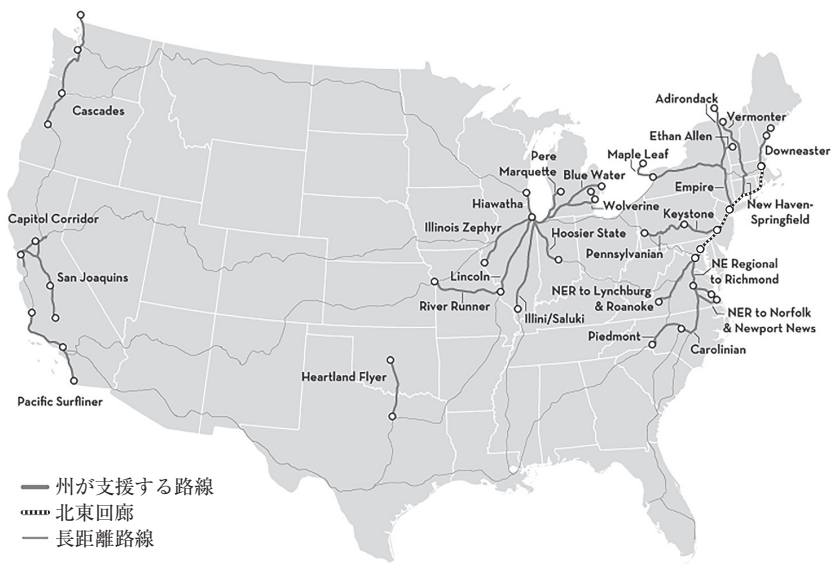 Cascades
Capitol Corridor
San Joaquins
Pacific Surfliner
Heartland Flyer
Pere
Marquette
Blue Water
Hiawatha
Wolverine
Illinois Zephyr
Hoosier State
Lincoln
River Runner
Illini/Saluki
Maple Leaf
Adirondack
Vermonter
Ethan Allen
Downeaster
Empire
New Haven-
Springfield
Keystone
Pennsylvanian
NE Regional
to Richmond
NER to Lynchburg
& Roanoke
NER to Norfolk
& Newport News
Piedmont
Carolinian
州が支援する路線
北東回廊
長距離路線